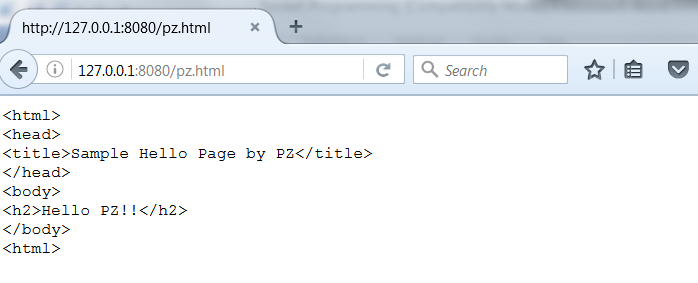 http://127.0.0.1:8080/pz.html
127.0.0.1:8080/pz.html
Search
<html>
<head>
<title>Sample Hello Page by PZ</title>
</head>
<body>
<h2>Hello PZ!!</h2>
</body>
<html>